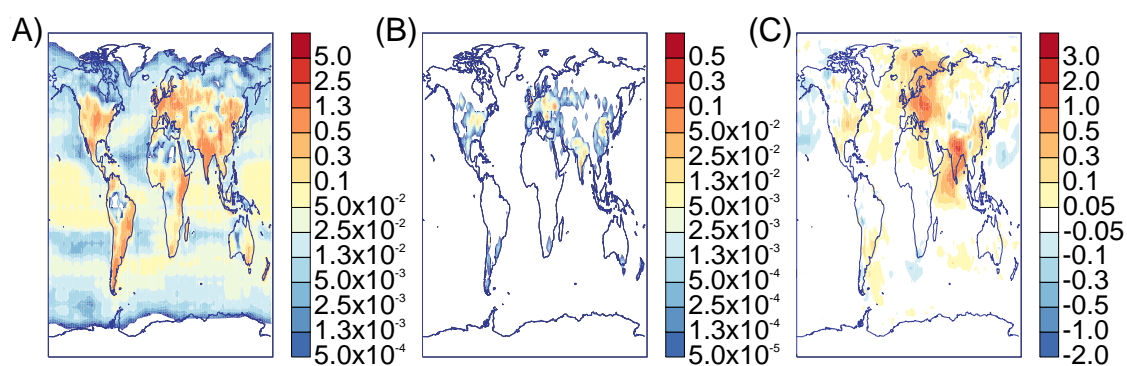 A)
5.0
2.5
1.3
0.5
0.3
0.1
5.0x10⁻²
2.5x10⁻²
1.3x10⁻²
5.0x10⁻³
2.5x10⁻³
1.3x10⁻³
5.0x10⁻⁴
(B)
0.5
0.3
0.1
5.0x10⁻²
2.5x10⁻²
1.3x10⁻²
5.0x10⁻³
2.5x10⁻³
1.3x10⁻³
5.0x10⁻⁴
2.5x10⁻⁴
1.3x10⁻⁴
5.0x10⁻⁵
(C)
3.0
2.0
1.0
0.5
0.3
0.1
0.05
-0.05
-0.1
-0.3
-0.5
-1.0
-2.0